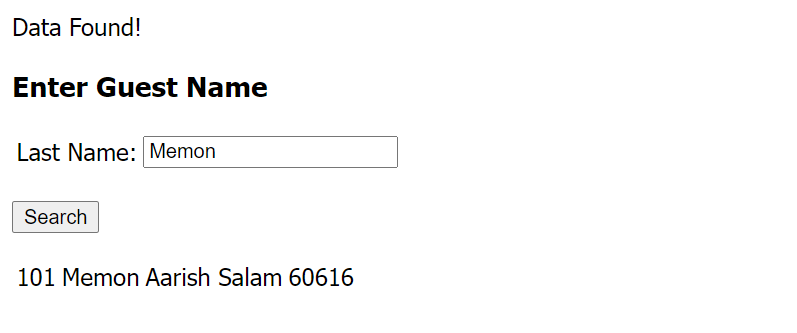 Data Found!
Enter Guest Name
Last Name: Memon
Search
101 Memon Aarish Salam 60616